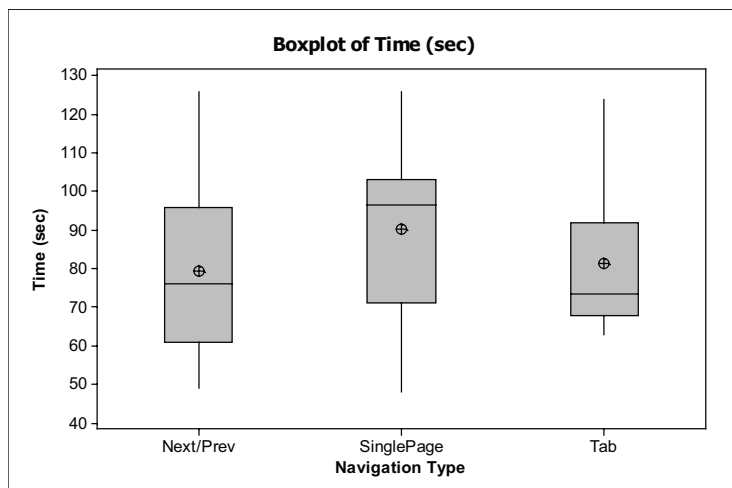 Boxplot of Time (sec)
130
120
110
100
90
80
70
60
50
40
Time (sec)
Next/Prev SinglePage Tab
Navigation Type